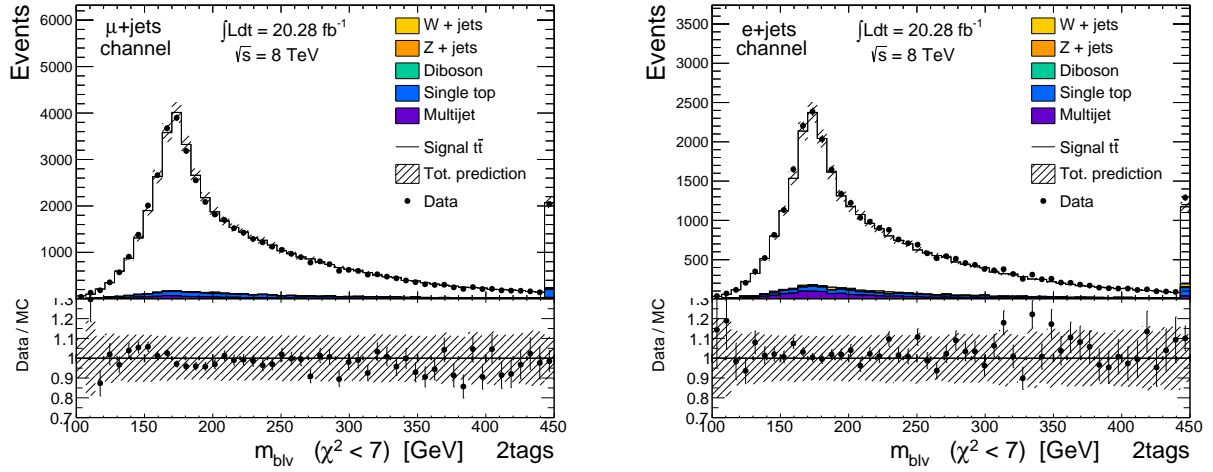 Events
μ+jets
channel
∫Ldt = 20.28 fb⁻¹
√s = 8 TeV
W + jets
Z + jets
Diboson
Single top
Multijet
Signal tt̄
Tot. prediction
Data
6000
5000
4000
3000
2000
1000
Data / MC
1.3
1.2
1.1
1
0.9
0.8
0.7
100 150 200 250 300 350 400 450
m_blν (χ² < 7) [GeV] 2tags
Events
e+jets
channel
∫Ldt = 20.28 fb⁻¹
√s = 8 TeV
W + jets
Z + jets
Diboson
Single top
Multijet
Signal tt̄
Tot. prediction
Data
3500
3000
2500
2000
1500
1000
500
Data / MC
1.3
1.2
1.1
1
0.9
0.8
0.7
100 150 200 250 300 350 400 450
m_blν (χ² < 7) [GeV] 2tags